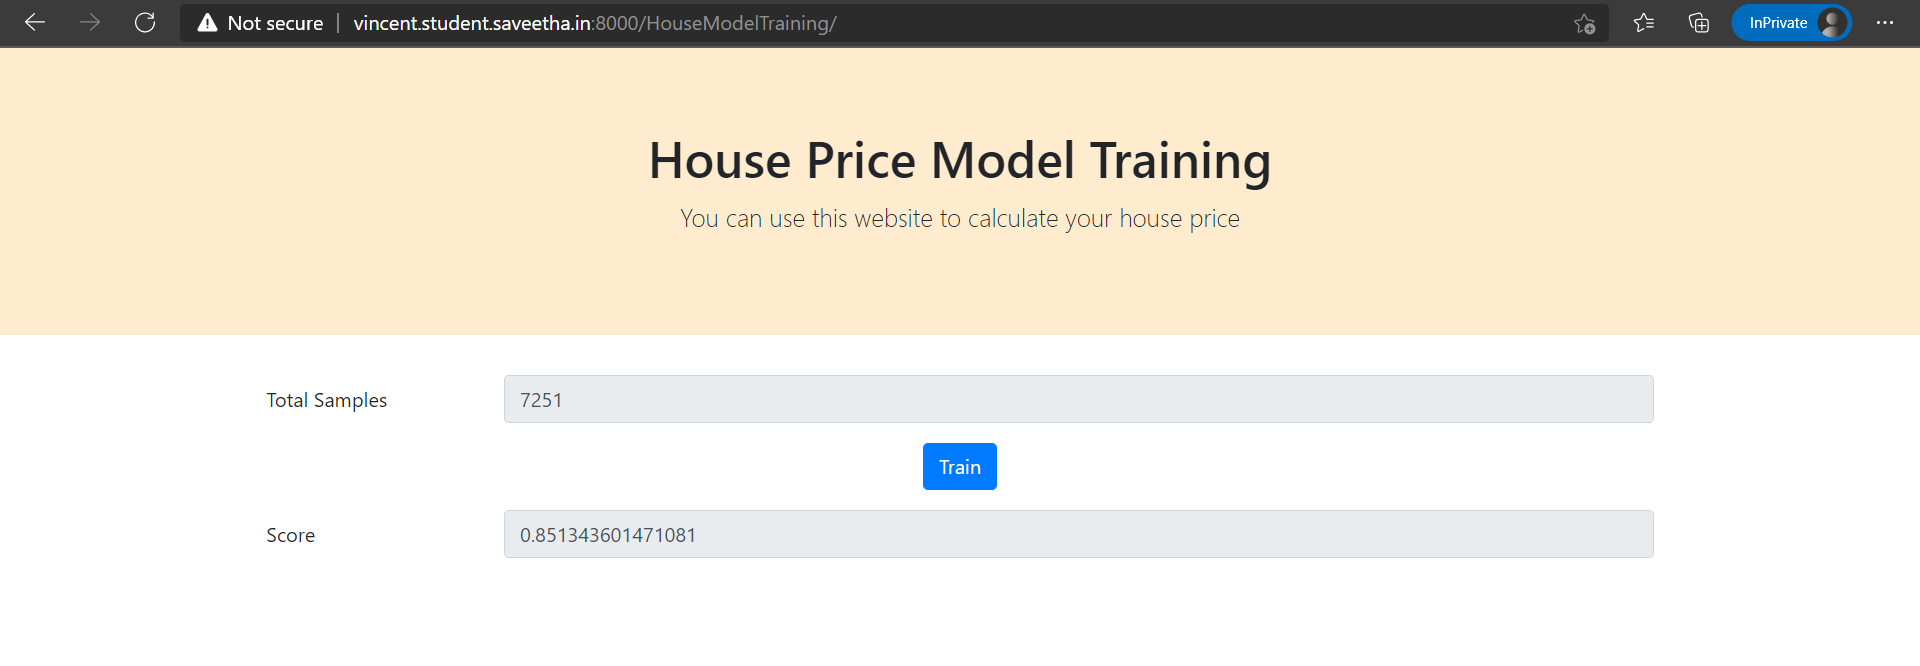 Not secure | vincent.student.saveetha.in:8000/HouseModelTraining/ InPrivate
House Price Model Training
You can use this website to calculate your house price
Total Samples 7251
Train
Score 0.851343601471081